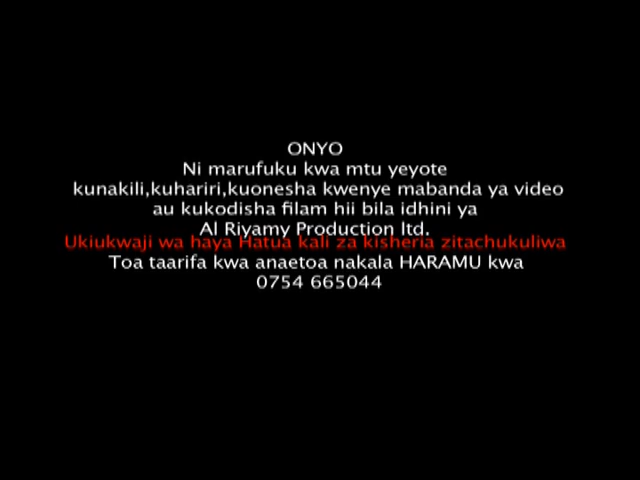 ONYO
Ni marufuku kwa mtu yeyote
kunakili,kuhariri,kuonesha kwenye mabanda ya video
au kukodisha filam hii bila idhini ya
Al Riyamy Production ltd.
Ukiukwaji wa haya Hatua kali za kisheria zitachukuliwa
Toa taarifa kwa anaetoa nakala HARAMU kwa
0754 665044